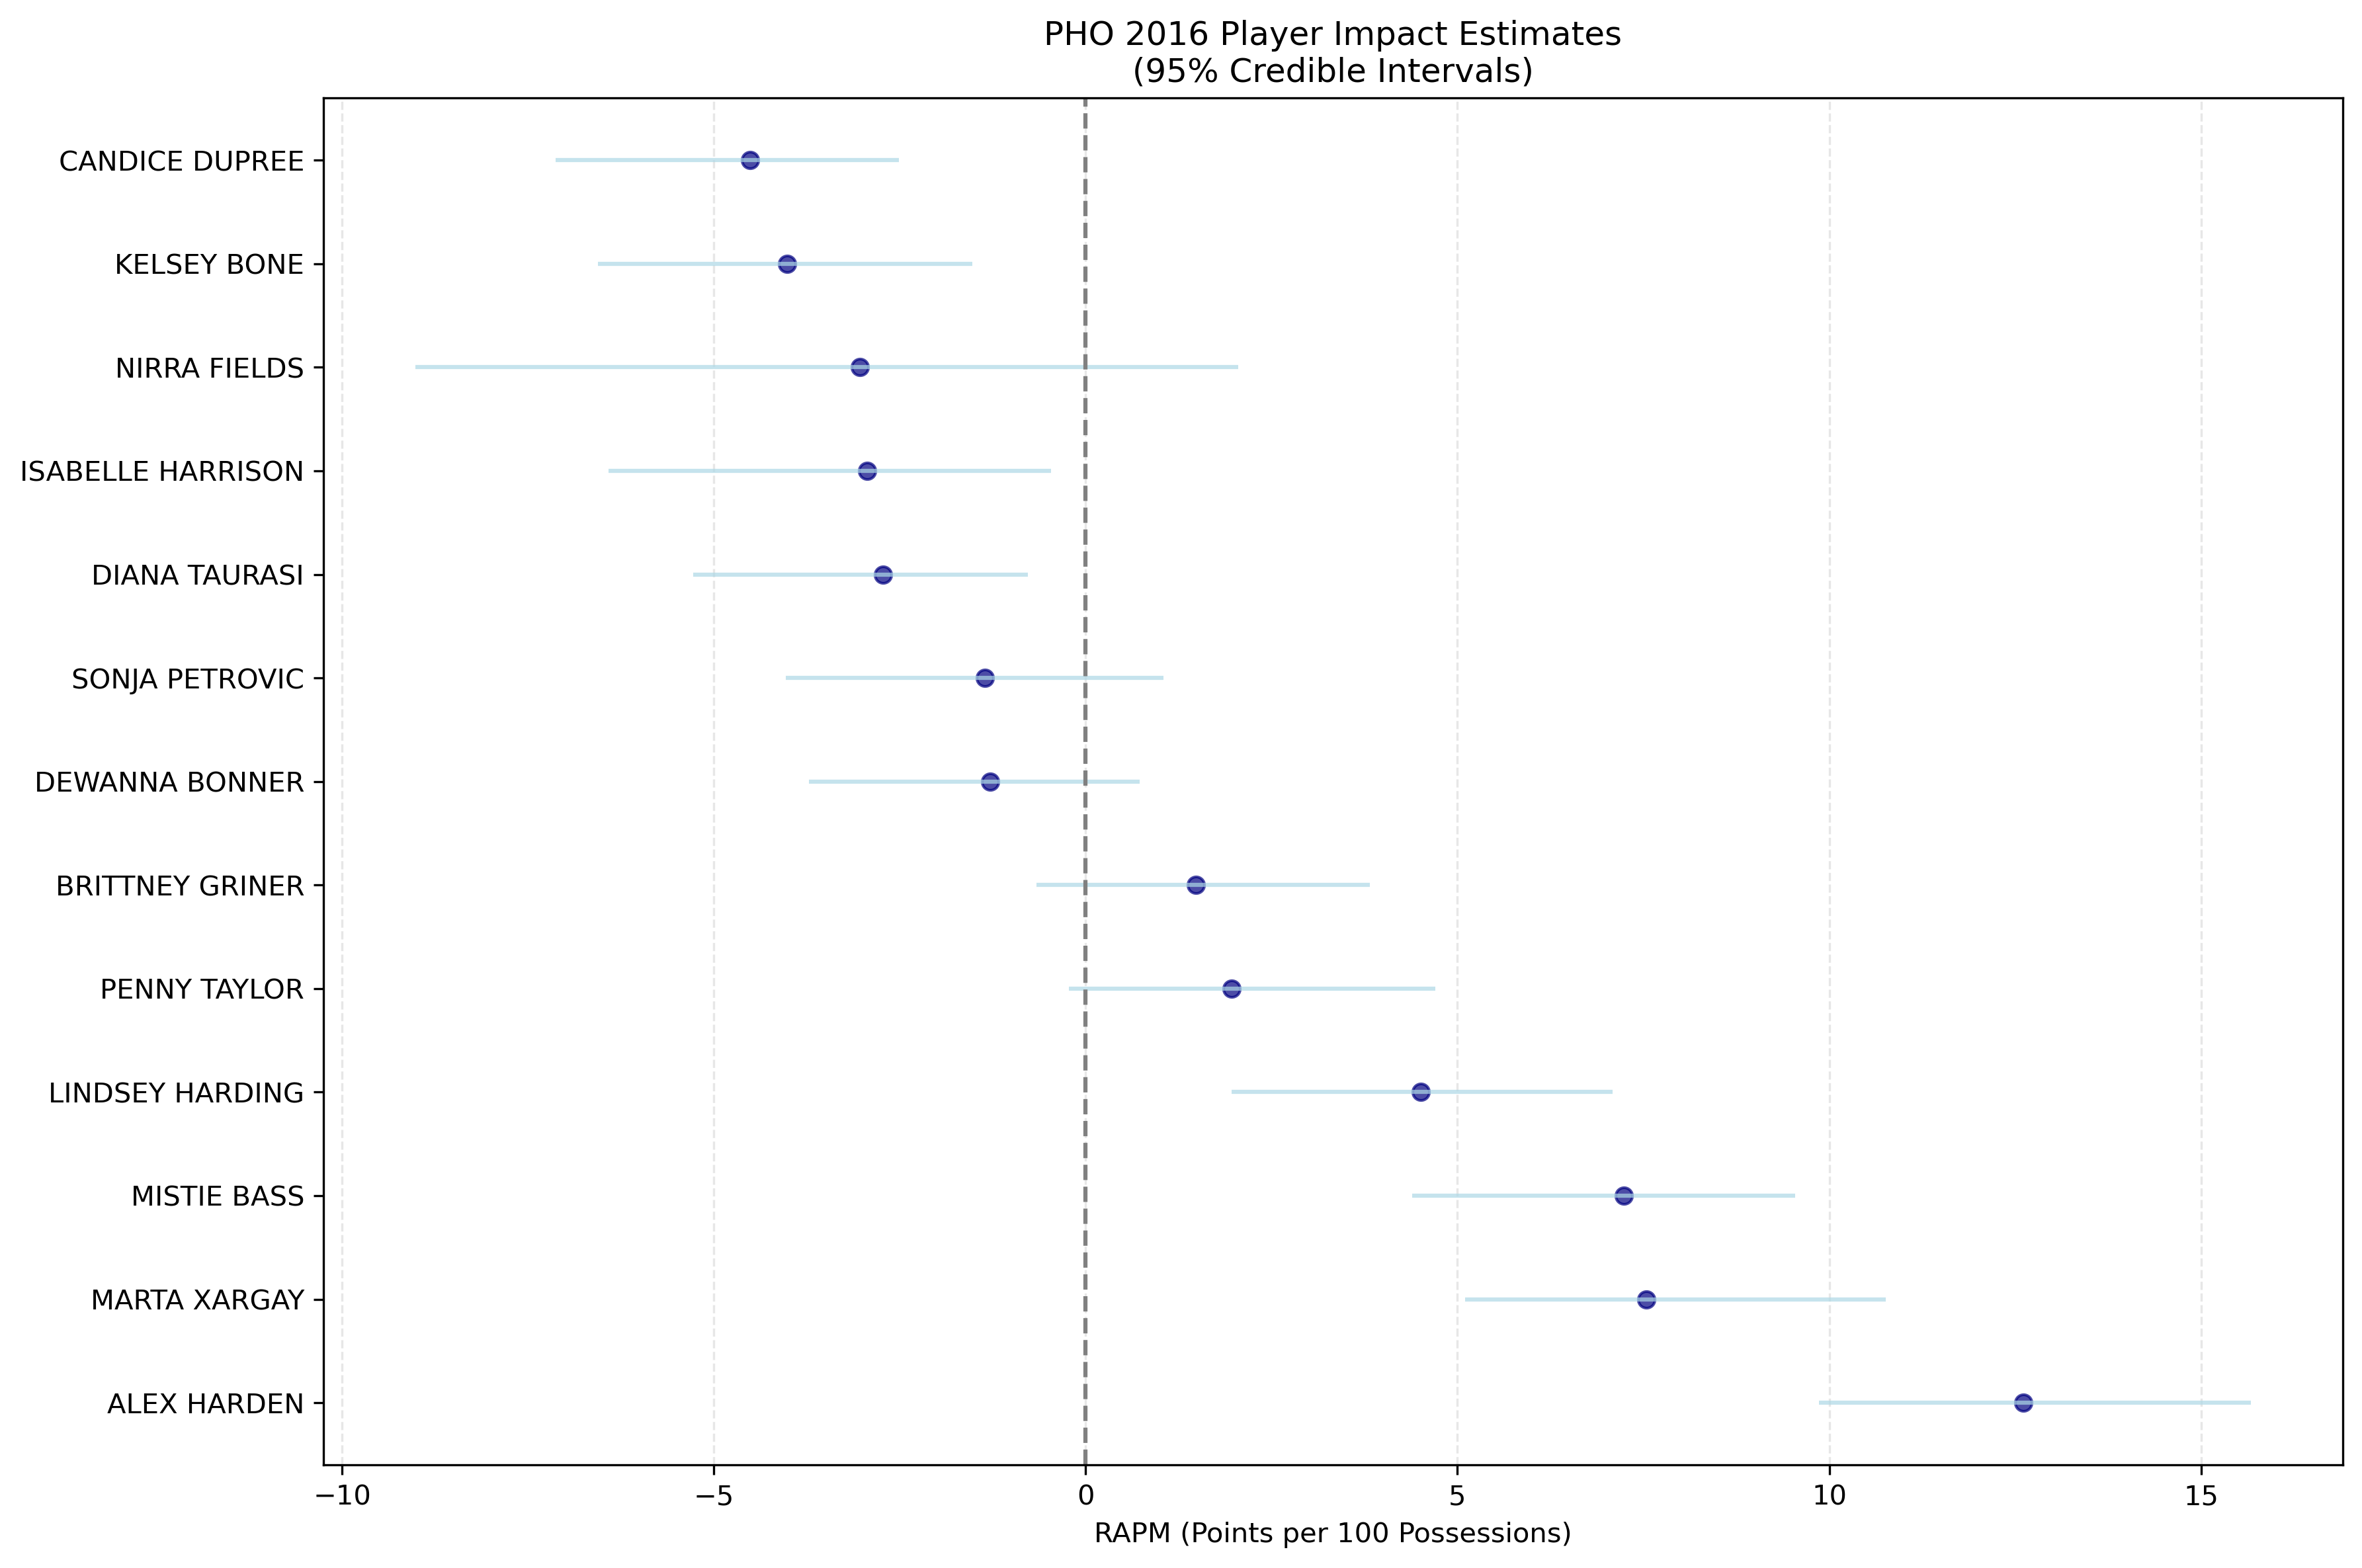 PHO 2016 Player Impact Estimates
(95% Credible Intervals)
CANDICE DUPREE
KELSEY BONE
NIRRA FIELDS
ISABELLE HARRISON
DIANA TAURASI
SONJA PETROVIC
DEWANNA BONNER
BRITTNEY GRINER
PENNY TAYLOR
LINDSEY HARDING
MISTIE BASS
MARTA XARGAY
ALEX HARDEN
−10 −5 0 5 10 15
RAPM (Points per 100 Possessions)